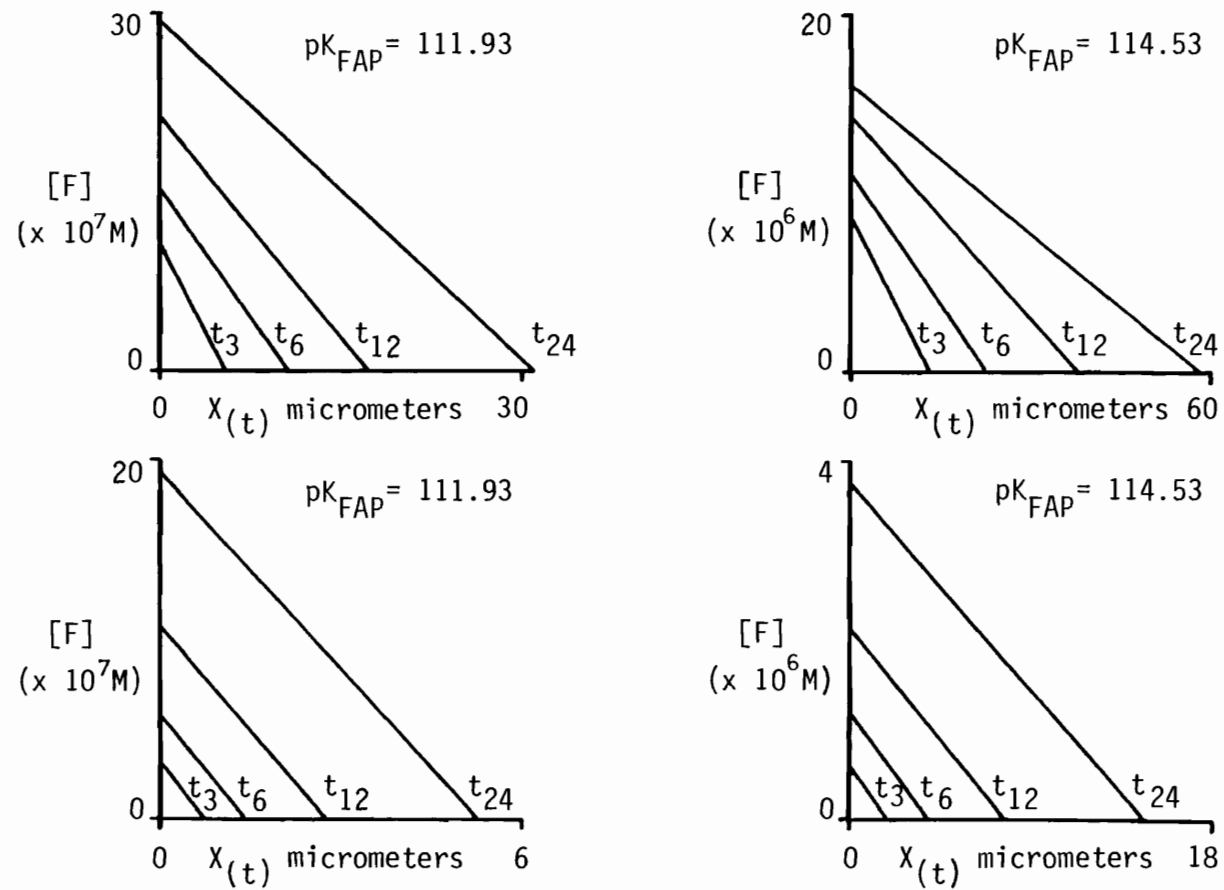 30
pK_FAP = 111.93
[F]
(x 10^7M)
0
t_3
t_6
t_12
t_24
0 X_(t) micrometers 30
20
pK_FAP = 114.53
[F]
(x 10^6M)
0
t_3
t_6
t_12
t_24
0 X_(t) micrometers 60
20
pK_FAP = 111.93
[F]
(x 10^7M)
0
t_3
t_6
t_12
t_24
0 X_(t) micrometers 6
4
pK_FAP = 114.53
[F]
(x 10^6M)
0
t_3
t_6
t_12
t_24
0 X_(t) micrometers 18